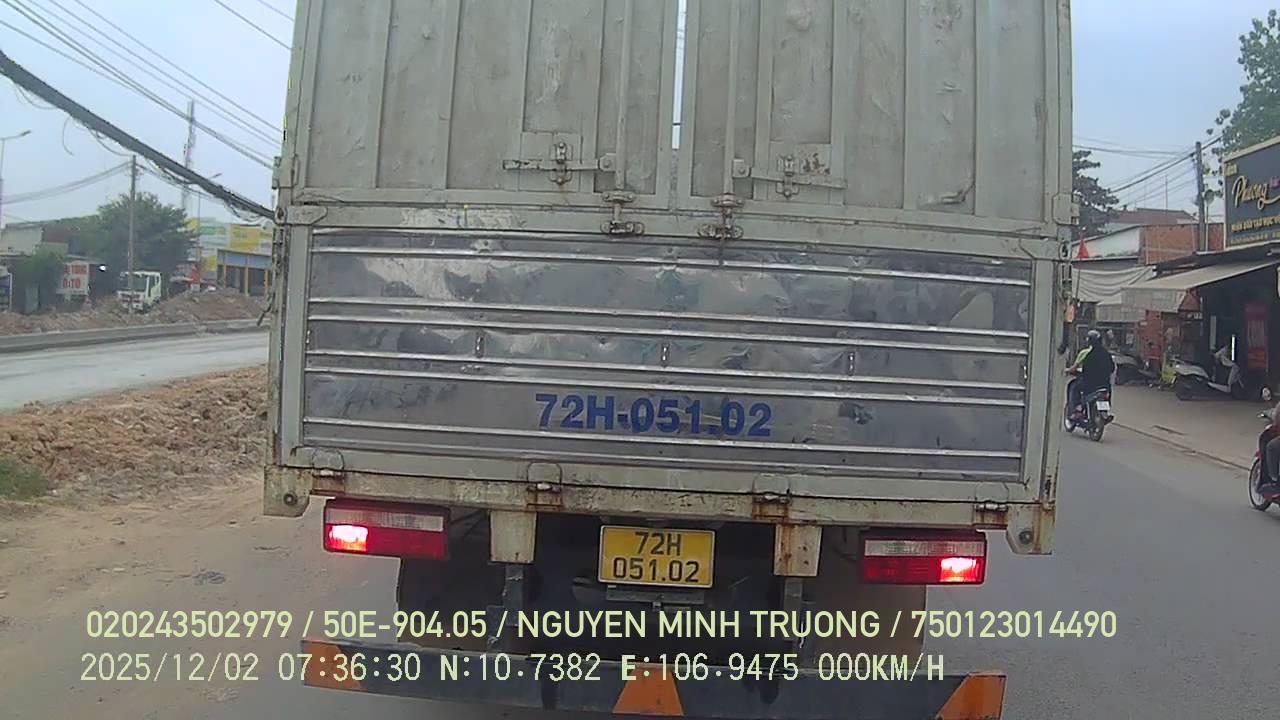 Phuong
72H-051.02
72H
051.02
020243502979 / 50E-904.05 / NGUYEN MINH TRUONG / 750123014490
2025/12/02 07:36:30 N:10.7382 E:106.9475 000KM/H